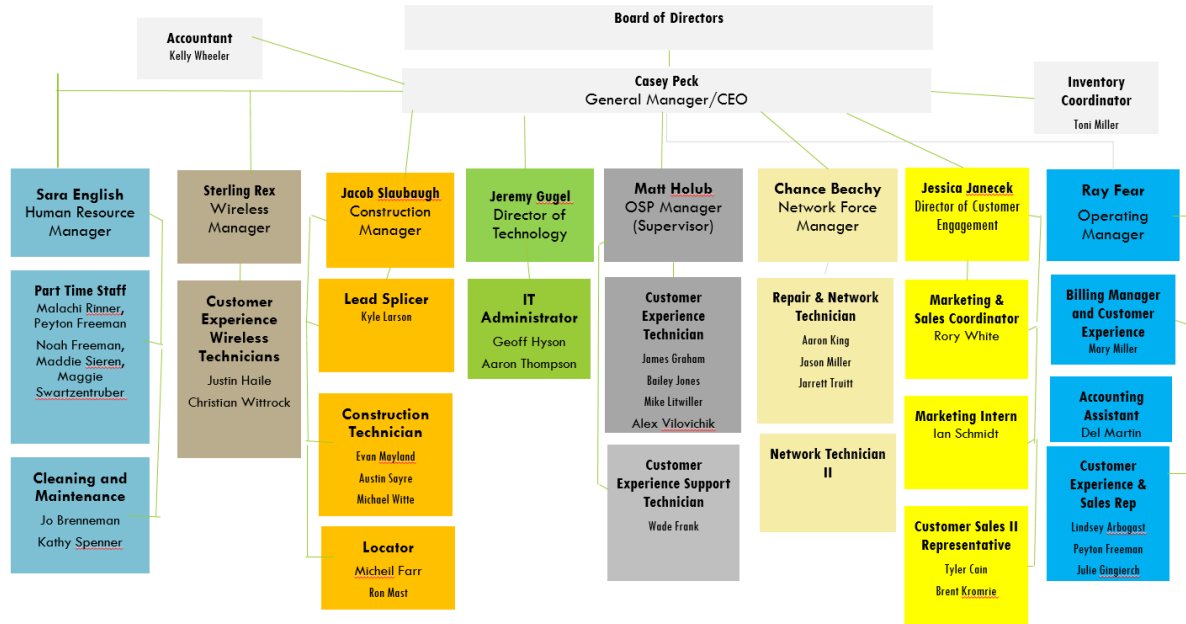 Board of Directors
Accountant
Kelly Wheeler
Casey Peck
General Manager/CEO
Inventory
Coordinator
Toni Miller
Sara English
Human Resource
Manager
Part Time Staff
Malachi Rinner,
Peyton Freeman
Noah Freeman,
Maddie Sieren,
Maggie
Swartzentruber
Cleaning and
Maintenance
Jo Brenneman
Kathy Spenner
Sterling Rex
Wireless
Manager
Customer
Experience
Wireless
Technicians
Justin Haile
Christian Wittrock
Jacob Slaubaugh
Construction
Manager
Lead Splicer
Kyle Larson
Construction
Technician
Evan Mayland
Austin Sayre
Michael Witte
Locator
Micheil Farr
Ron Mast
Jeremy Gugel
Director of
Technology
IT
Administrator
Geoff Hyson
Aaron Thompson
Matt Holub
OSP Manager
(Supervisor)
Customer
Experience
Technician
James Graham
Bailey Jones
Mike Litwiller
Alex Vilovichik
Customer
Experience Support
Technician
Wade Frank
Chance Beachy
Network Force
Manager
Repair & Network
Technician
Aaron King
Jason Miller
Jarrett Truitt
Network Technician
II
Jessica Janecek
Director of Customer
Engagement
Marketing &
Sales Coordinator
Rory White
Marketing Intern
Ian Schmidt
Customer Sales II
Representative
Tyler Cain
Brent Kromrie
Ray Fear
Operating
Manager
Billing Manager
and Customer
Experience
Mary Miller
Accounting
Assistant
Del Martin
Customer
Experience &
Sales Rep
Lindsey Arbogast
Peyton Freeman
Julie Gingierch